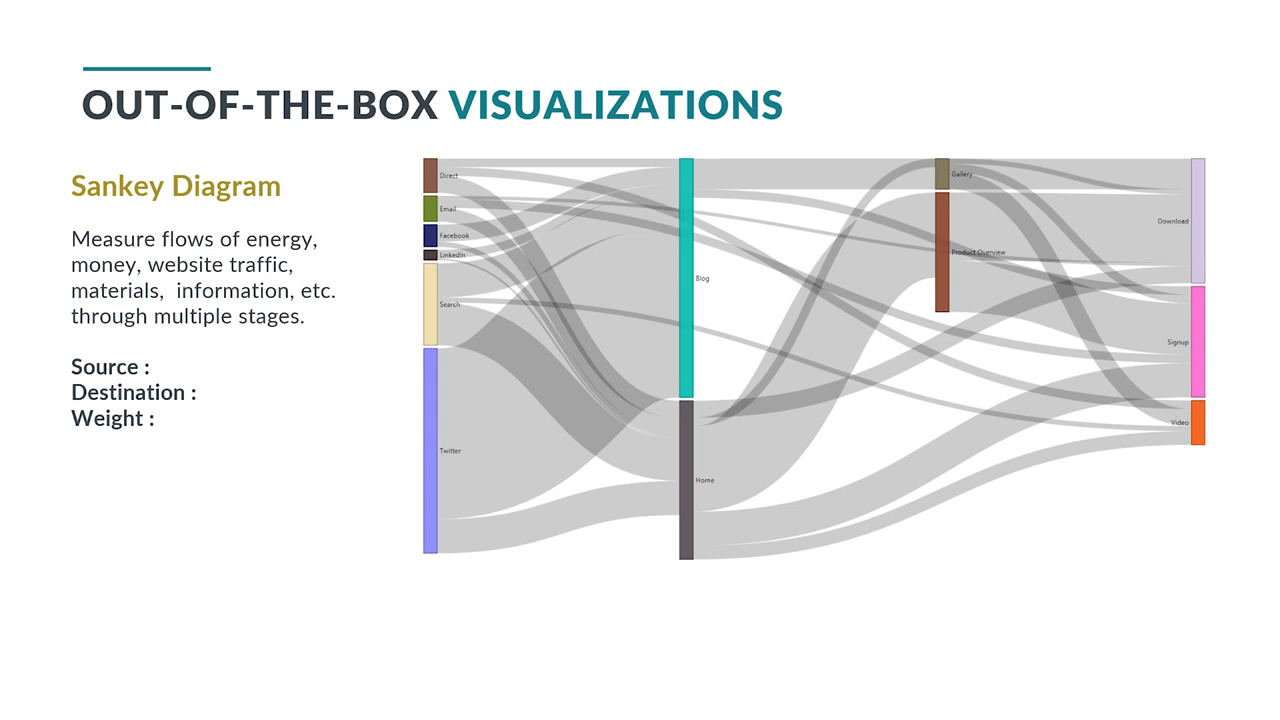 OUT-OF-THE-BOX VISUALIZATIONS
Sankey Diagram
Measure flows of energy,
money, website traffic,
materials,  information, etc.
through multiple stages.
Source :
Destination :
Weight :
Direct
Email
Facebook
LinkedIn
Search
Twitter
Blog
Home
Gallery
Product Overview
Download
Signup
Video